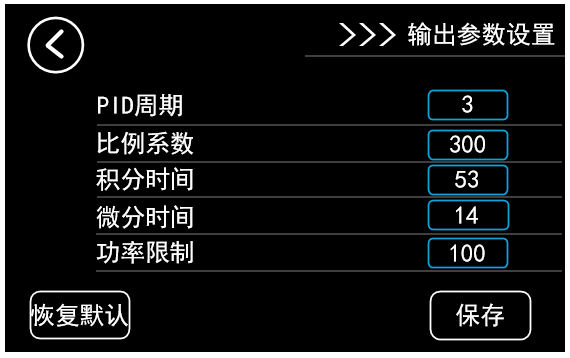 >>> 输出参数设置
PID周期 3
比例系数 300
积分时间 53
微分时间 14
功率限制 100
恢复默认 保存